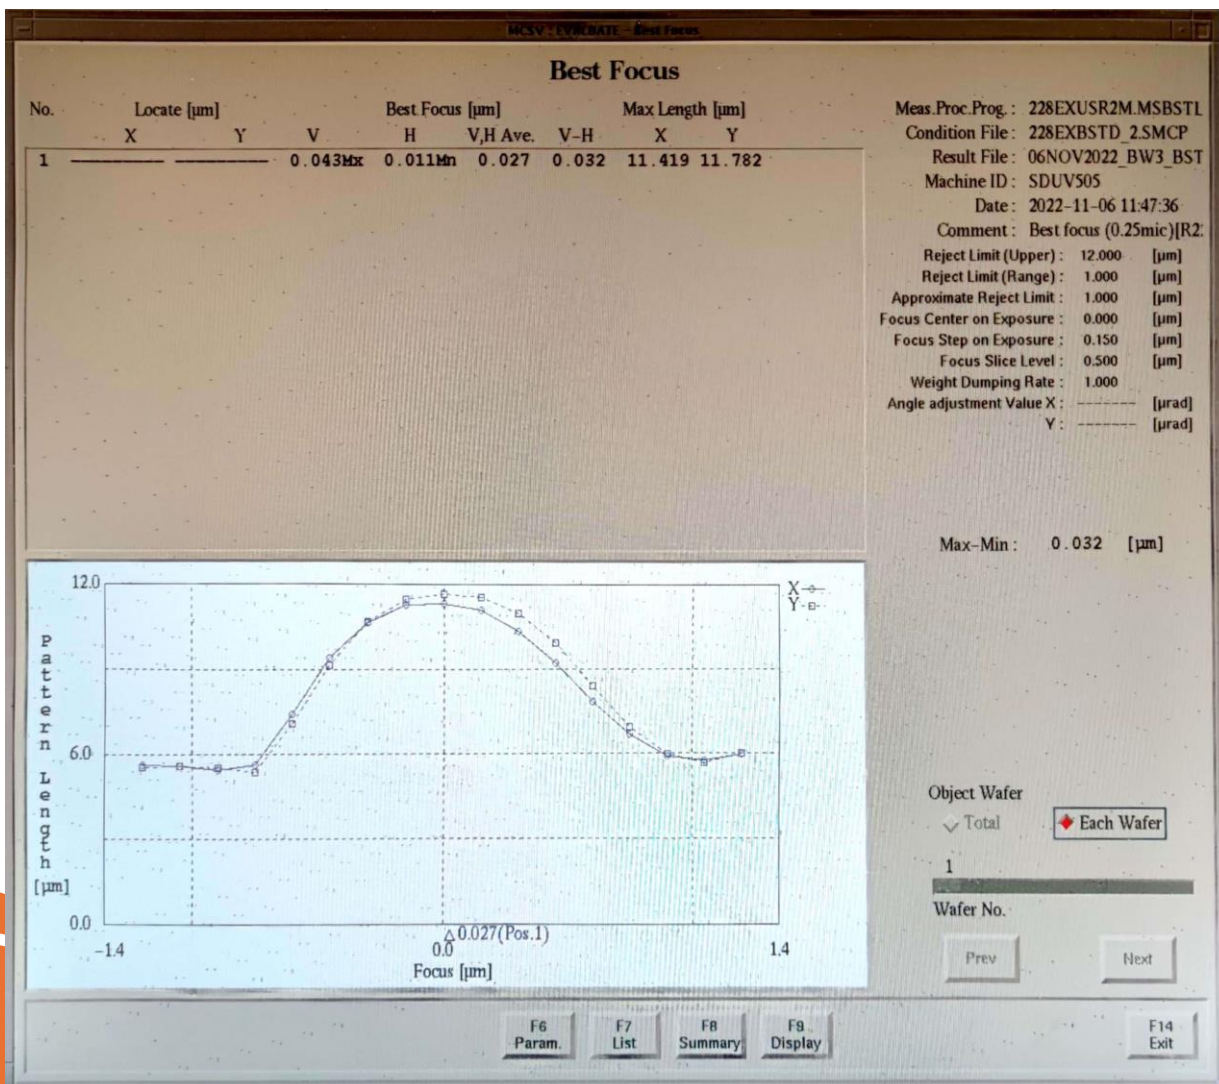 MCSV : EVALUATE - Best Focus
Best Focus
No. Locate [µm] Best Focus [µm] Max Length [µm]
X Y V H V,H Ave. V-H X Y
1 ———— ———— 0.043Mx 0.011Mn 0.027 0.032 11.419 11.782
Meas.Proc.Prog. : 228EXUSR2M.MSBSTL
Condition File : 228EXBSTD_2.SMCP
Result File : 06NOV2022_BW3_BST
Machine ID : SDUV505
Date : 2022-11-06 11:47:36
Comment : Best focus (0.25mic)[R2:
Reject Limit (Upper) : 12.000 [µm]
Reject Limit (Range) : 1.000 [µm]
Approximate Reject Limit : 1.000 [µm]
Focus Center on Exposure : 0.000 [µm]
Focus Step on Exposure : 0.150 [µm]
Focus Slice Level : 0.500 [µm]
Weight Dumping Rate : 1.000
Angle adjustment Value X : ------- [µrad]
Y : ------- [µrad]
Max-Min : 0.032 [µm]
12.0
6.0
0.0
Pattern Length
[µm]
X
Y
△0.027(Pos.1)
-1.4 0.0 1.4
Focus [µm]
Object Wafer
Total Each Wafer
1
Wafer No.
Prev Next
F6 F7 F8 F9 F14
Param. List Summary Display Exit